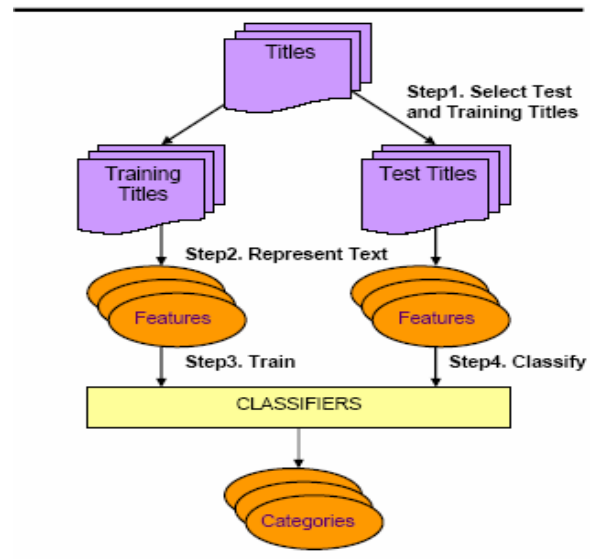 Titles
Step1. Select Test
and Training Titles
Training
Titles
Test Titles
Step2. Represent Text
Features
Features
Step3. Train
Step4. Classify
CLASSIFIERS
Categories